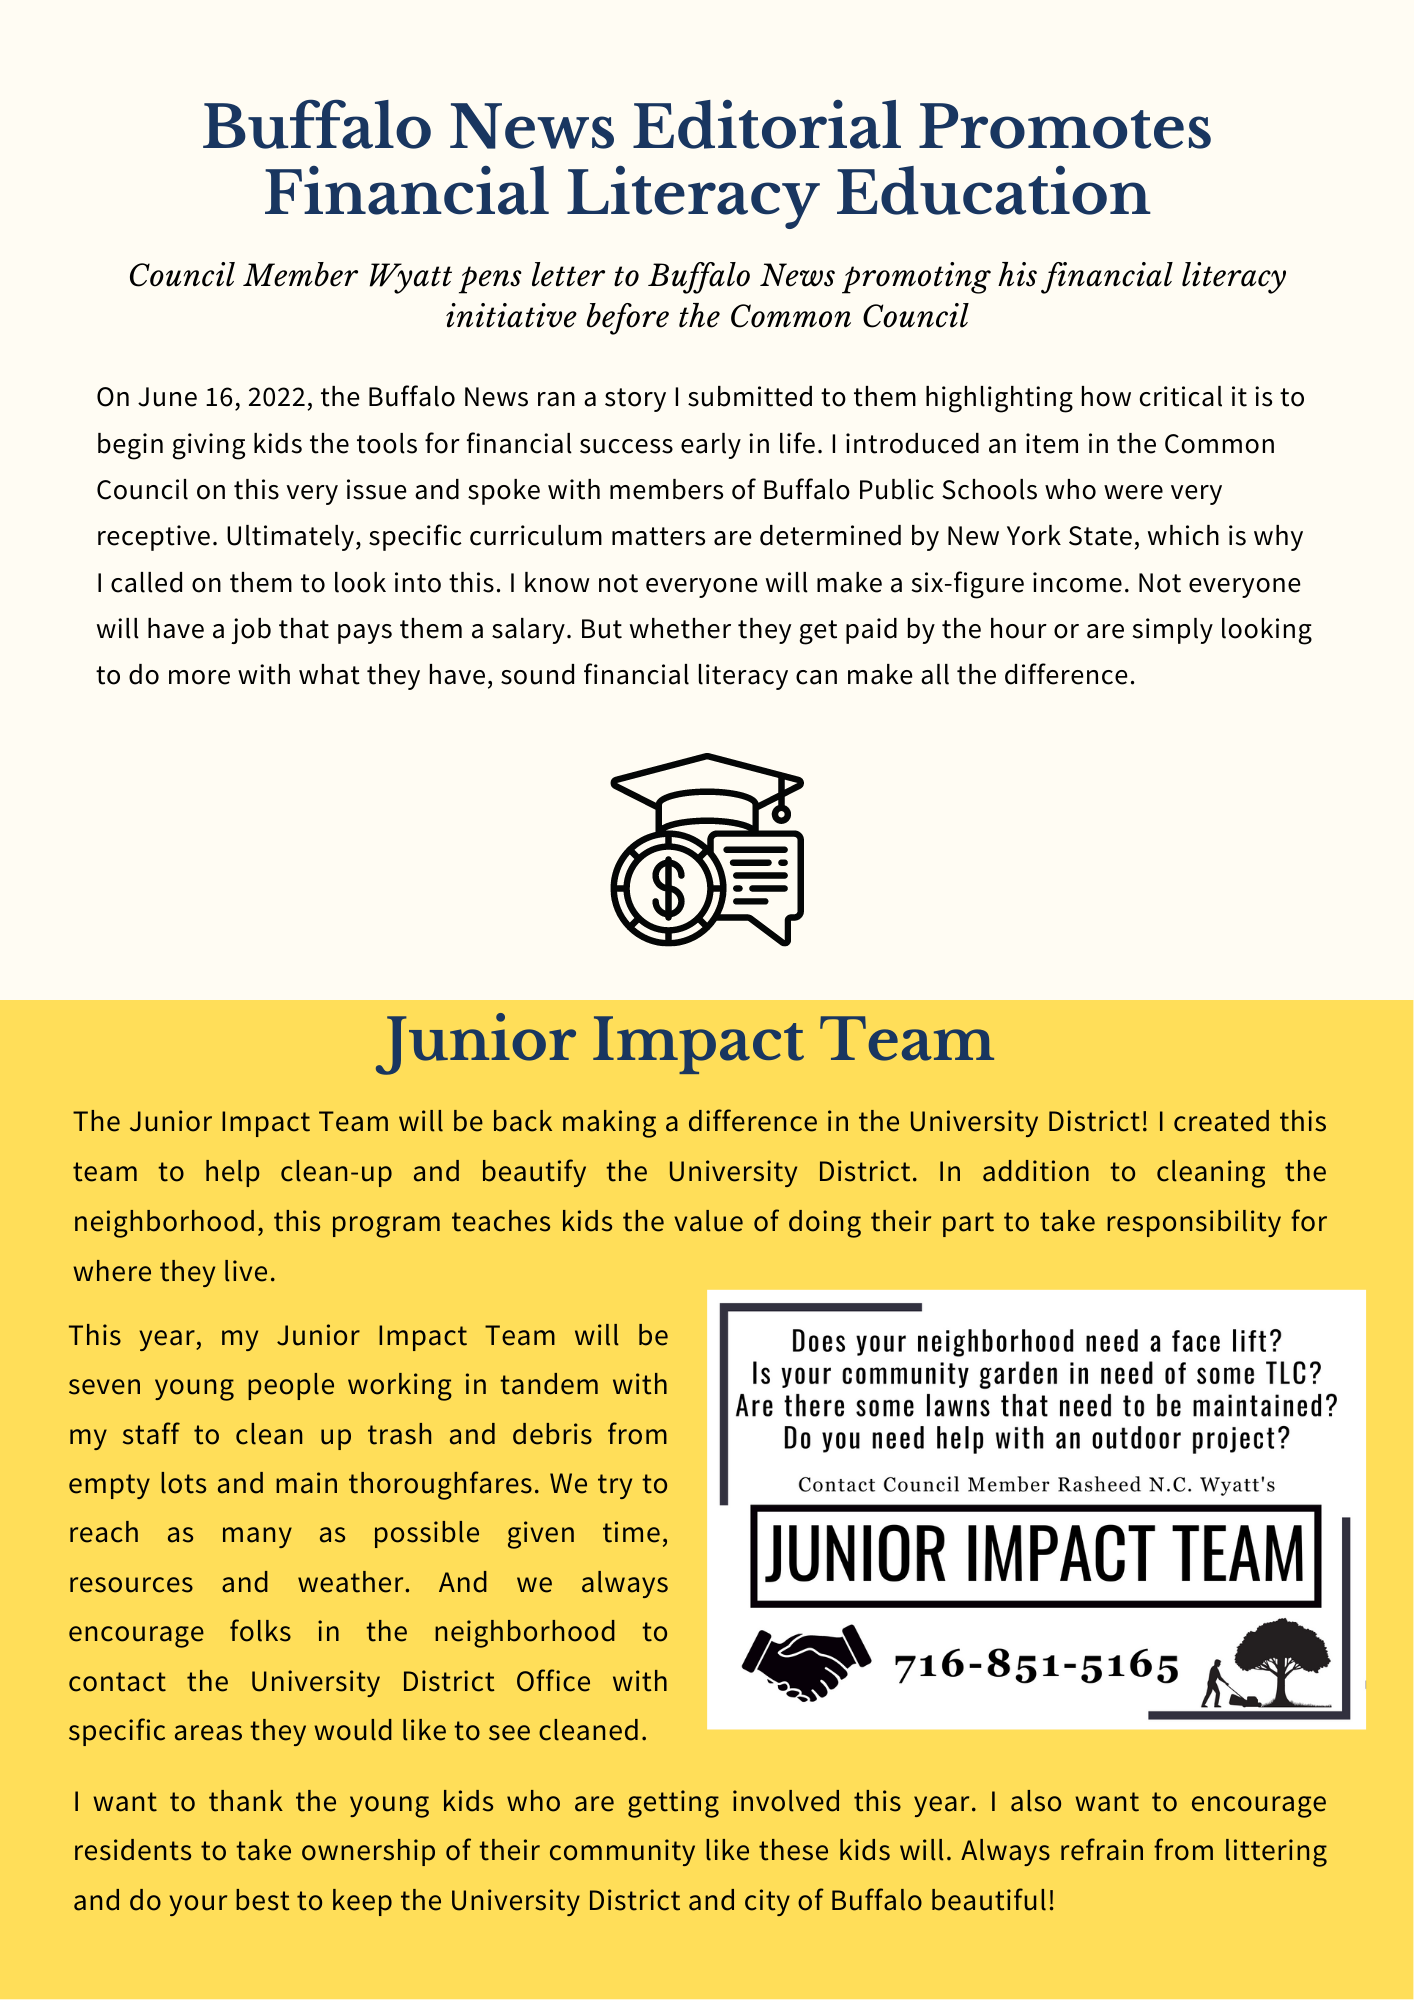 Buffalo News Editorial Promotes
Financial Literacy Education
Council Member Wyatt pens letter to Buffalo News promoting his financial literacy
initiative before the Common Council
On June 16, 2022, the Buffalo News ran a story I submitted to them highlighting how critical it is to
begin giving kids the tools for financial success early in life. I introduced an item in the Common
Council on this very issue and spoke with members of Buffalo Public Schools who were very
receptive. Ultimately, specific curriculum matters are determined by New York State, which is why
I called on them to look into this. I know not everyone will make a six-figure income. Not everyone
will have a job that pays them a salary. But whether they get paid by the hour or are simply looking
to do more with what they have, sound financial literacy can make all the difference.
$
Junior Impact Team
The Junior Impact Team will be back making a difference in the University District! I created this
team to help clean-up and beautify the University District. In addition to cleaning the
neighborhood, this program teaches kids the value of doing their part to take responsibility for
where they live.
This year, my Junior Impact Team will be
seven young people working in tandem with
my staff to clean up trash and debris from
empty lots and main thoroughfares. We try to
reach as many as possible given time,
resources and weather. And we always
encourage folks in the neighborhood to
contact the University District Office with
specific areas they would like to see cleaned.
Does your neighborhood need a face lift?
Is your community garden in need of some TLC?
Are there some lawns that need to be maintained?
Do you need help with an outdoor project?
Contact Council Member Rasheed N.C. Wyatt's
JUNIOR IMPACT TEAM
716-851-5165
I want to thank the young kids who are getting involved this year. I also want to encourage
residents to take ownership of their community like these kids will. Always refrain from littering
and do your best to keep the University District and city of Buffalo beautiful!